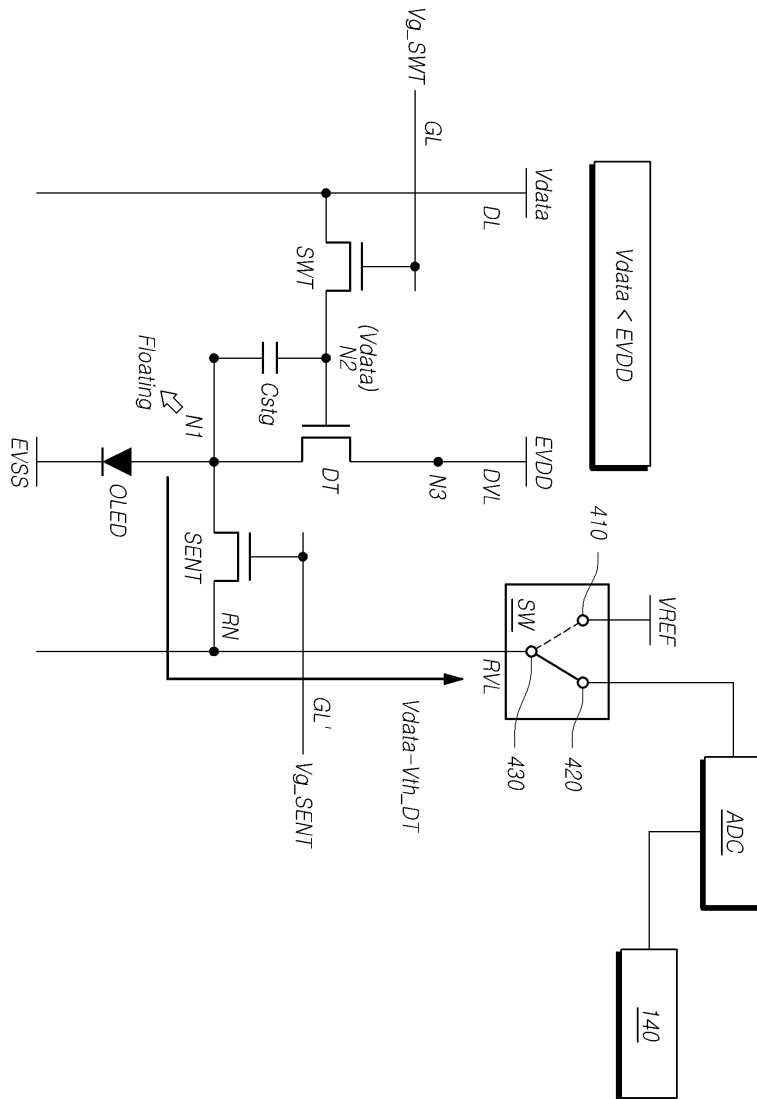 Vdata < EVDD
VREF
410
SW
420
430
ADC
140
Vdata
DL
EVDD
DVL
N3
RVL
Vdata-Vth_DT
Vg_SWT
GL
SWT
(Vdata)
N2
Cstg
DT
Floating
N1
SENT
RN
GL'
Vg_SENT
OLED
EVSS